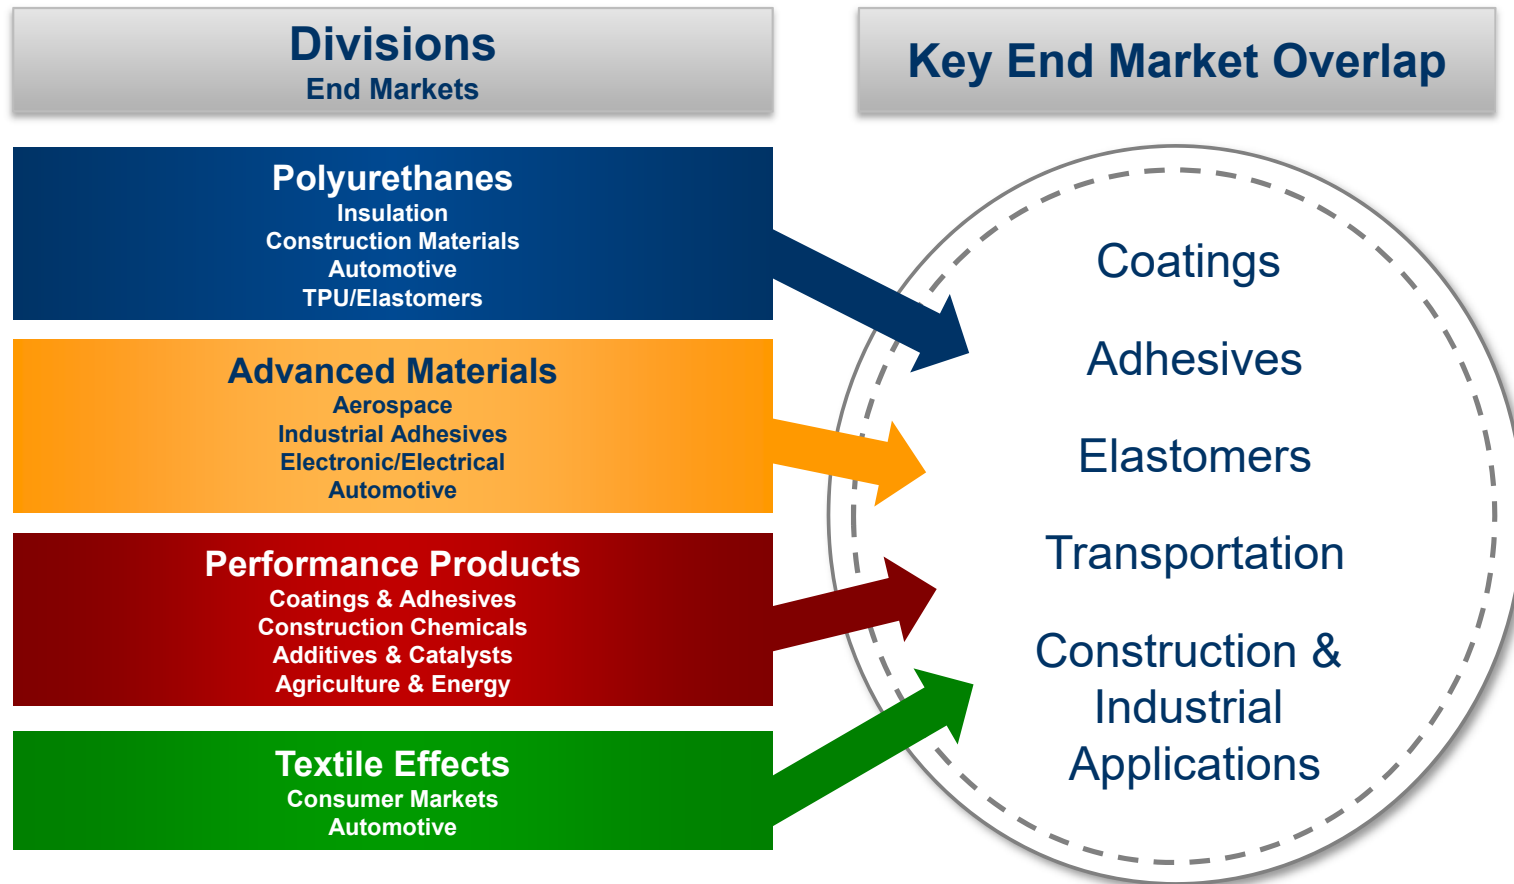 Divisions
End Markets
Key End Market Overlap
Polyurethanes
Insulation
Construction Materials
Automotive
TPU/Elastomers
Advanced Materials
Aerospace
Industrial Adhesives
Electronic/Electrical
Automotive
Performance Products
Coatings & Adhesives
Construction Chemicals
Additives & Catalysts
Agriculture & Energy
Textile Effects
Consumer Markets
Automotive
Coatings
Adhesives
Elastomers
Transportation
Construction &
Industrial
Applications